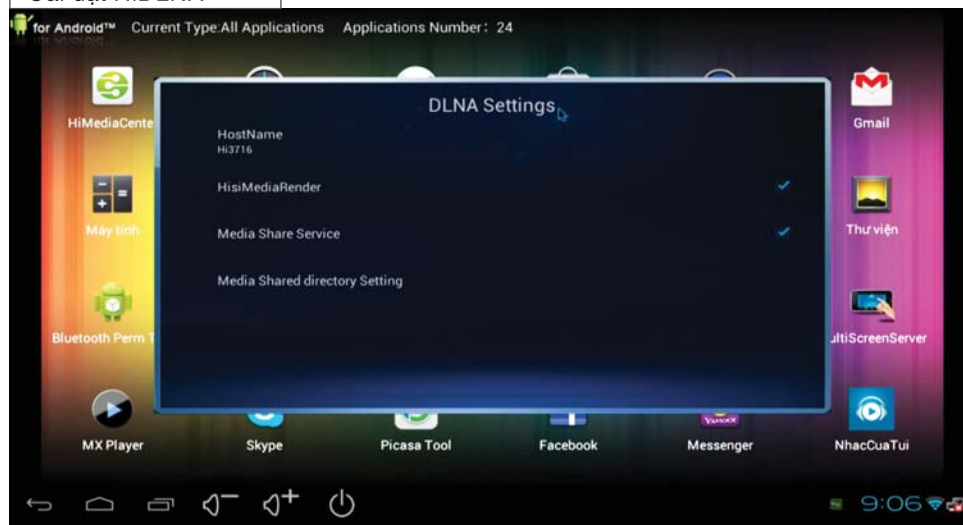 for Android™ Current Type:All Applications Applications Number: 24
DLNA Settings
HostName
Hi3716
HisiMediaRender
Media Share Service
Media Shared directory Setting
HiMediaCente
Gmail
Máy tính
Thư viện
Bluetooth Perm T
ultiScreenServer
MX Player
Skype
Picasa Tool
Facebook
YAHOO!
Messenger
NhacCuaTui
9:06